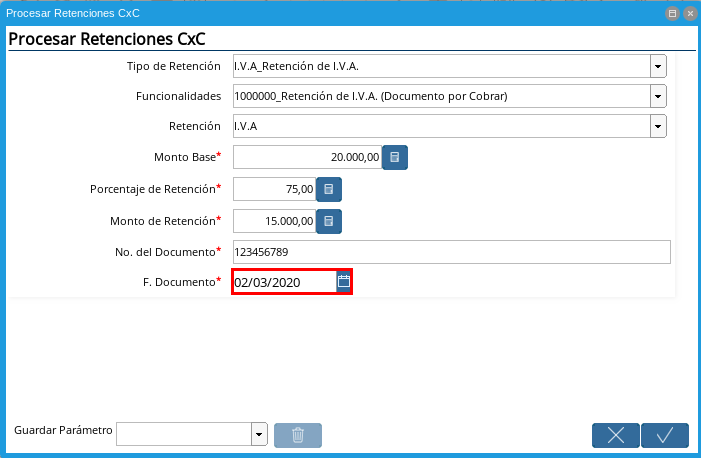 Procesar Retenciones CxC
Procesar Retenciones CxC
Tipo de Retención I.V.A_Retención de I.V.A.
Funcionalidades 1000000_Retención de I.V.A. (Documento por Cobrar)
Retención I.V.A
Monto Base* 20.000,00
Porcentaje de Retención* 75,00
Monto de Retención* 15.000,00
No. del Documento* 123456789
F. Documento* 02/03/2020
Guardar Parámetro